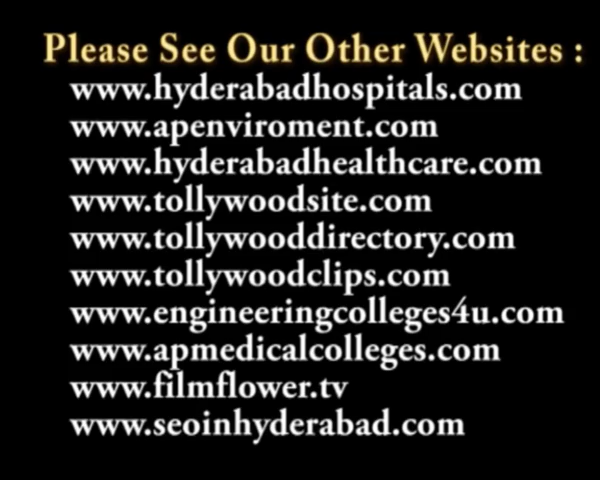 Please See Our Other Websites :
www.hyderabadhospitals.com
www.apenviroment.com
www.hyderabadhealthcare.com
www.tollywoodsite.com
www.tollywooddirectory.com
www.tollywoodclips.com
www.engineeringcolleges4u.com
www.apmedicalcolleges.com
www.filmflower.tv
www.seoinhyderabad.com